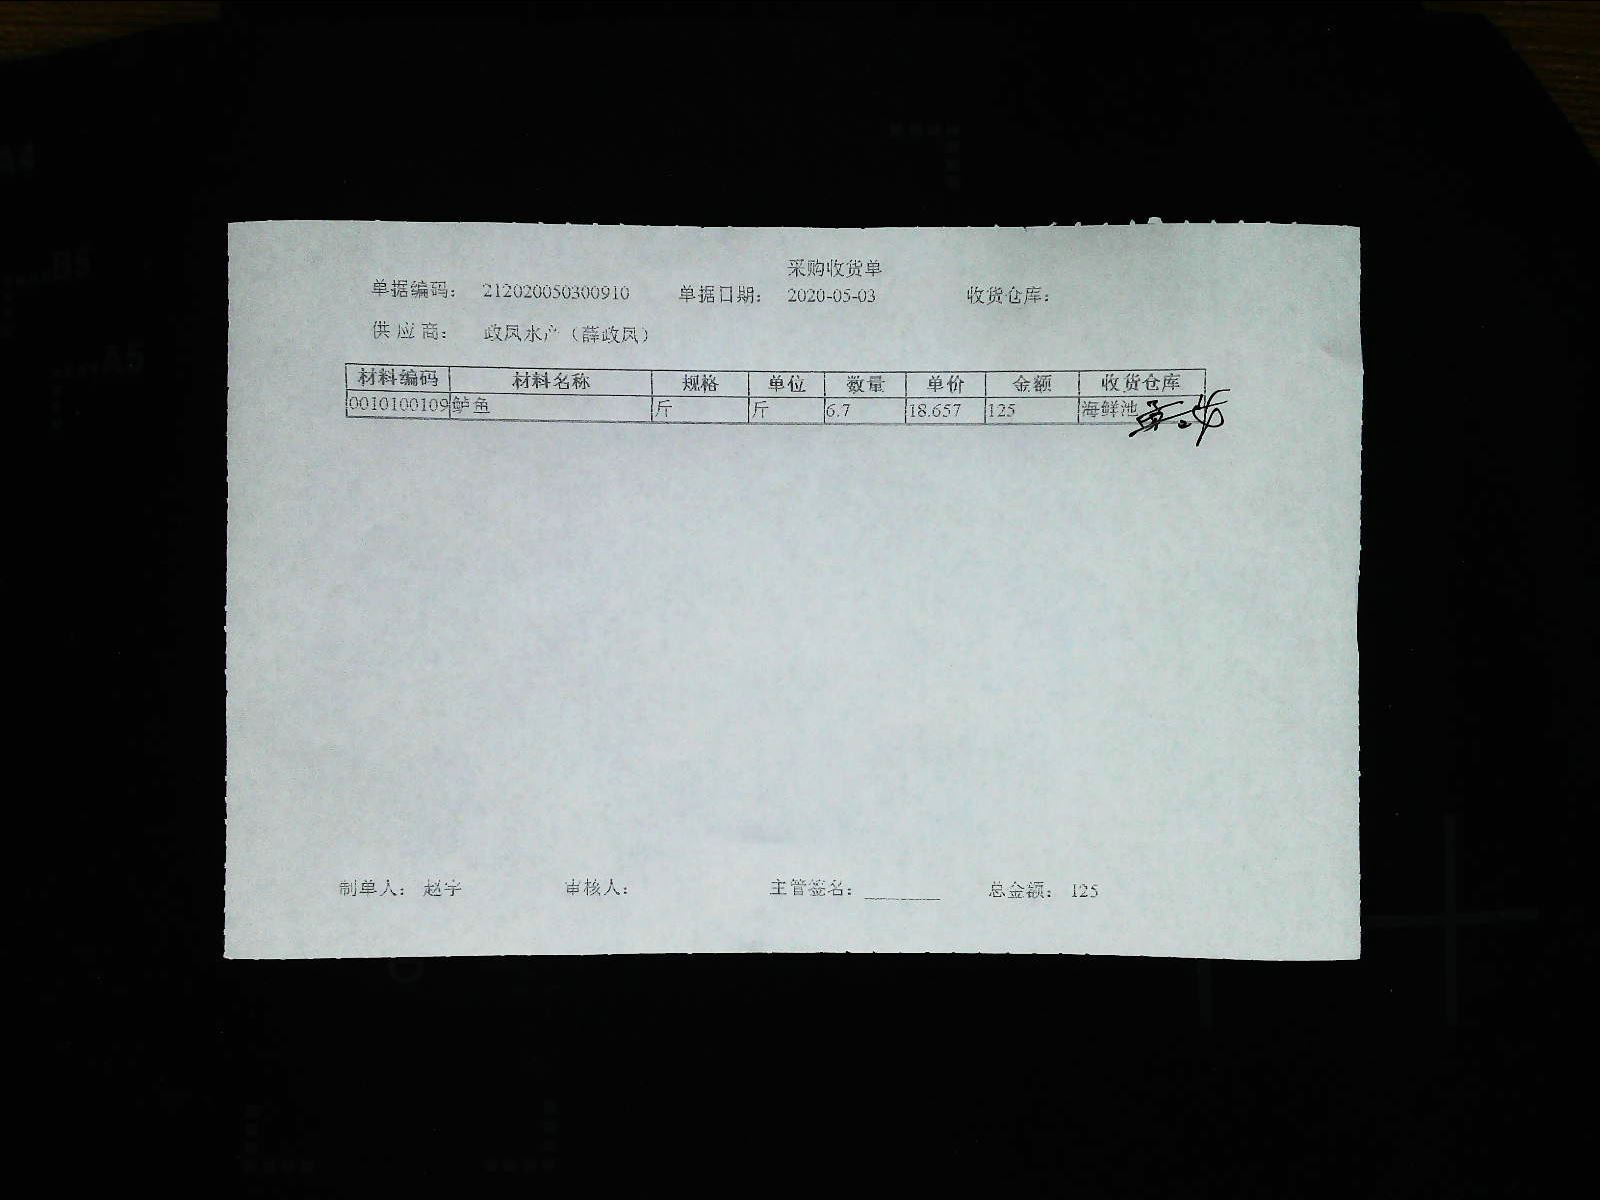 采购收货单
单据编码： 212020050300910 单据日期： 2020-05-03 收货仓库：
供应商： 政凤水产（薛政凤）
材料编码 材料名称 规格 单位 数量 单价 金额 收货仓库
0010100109 鲈鱼 斤 斤 6.7 18.657 125 海鲜池
制单人： 赵宇 审核人： 主管签名：________ 总金额： 125
A4
B5
A5